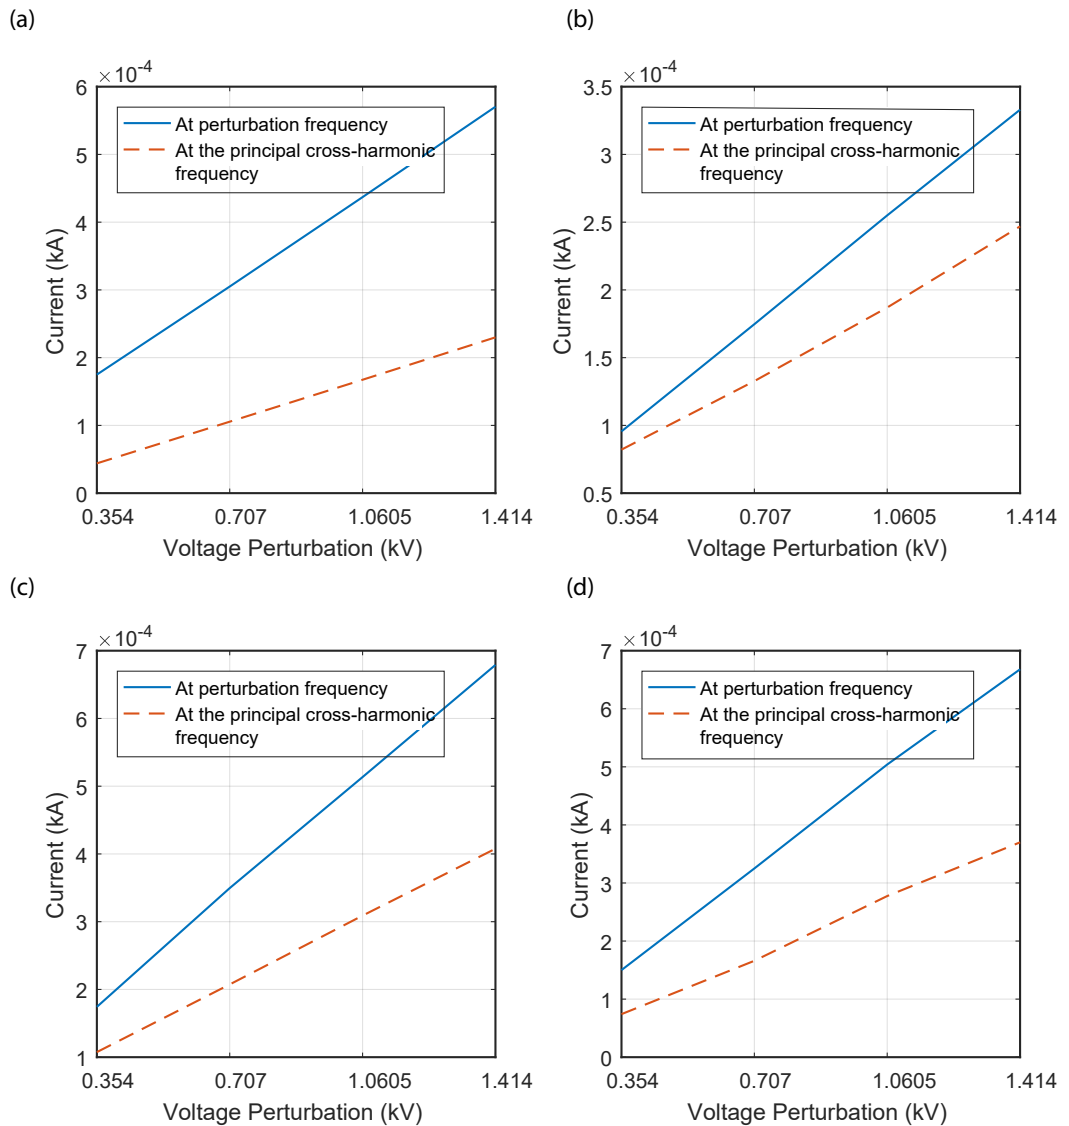 (a)
×10-4
6
5
4
3
2
1
0
Current (kA)
At perturbation frequency
At the principal cross-harmonic
frequency
0.354 0.707 1.0605 1.414
Voltage Perturbation (kV)
(b)
×10-4
3.5
3
2.5
2
1.5
1
0.5
Current (kA)
At perturbation frequency
At the principal cross-harmonic
frequency
0.354 0.707 1.0605 1.414
Voltage Perturbation (kV)
(c)
×10-4
7
6
5
4
3
2
1
Current (kA)
At perturbation frequency
At the principal cross-harmonic
frequency
0.354 0.707 1.0605 1.414
Voltage Perturbation (kV)
(d)
×10-4
7
6
5
4
3
2
1
0
Current (kA)
At perturbation frequency
At the principal cross-harmonic
frequency
0.354 0.707 1.0605 1.414
Voltage Perturbation (kV)